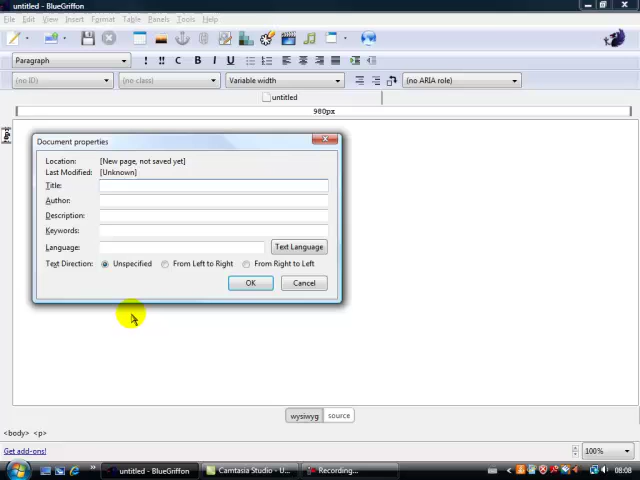 untitled - BlueGriffon
File Edit View Insert Format Table Panels Tools Help
Paragraph ! !! C B I U
(no ID) (no class) Variable width (no ARIA role)
untitled
980px
Document properties
Location: [New page, not saved yet]
Last Modified: [Unknown]
Title:
Author:
Description:
Keywords:
Language: Text Language
Text Direction: Unspecified From Left to Right From Right to Left
OK Cancel
wysiwyg source
<body> <p>
Get add-ons! 100%
untitled - BlueGriffon Camtasia Studio - U... Recording... 08:08